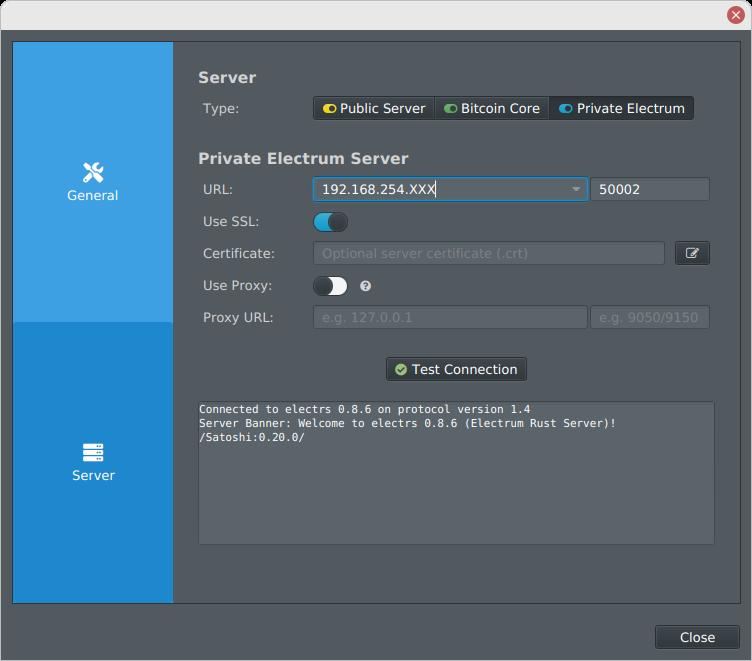 General
Server
Server
Type: Public Server Bitcoin Core Private Electrum
Private Electrum Server
URL: 192.168.254.XXX 50002
Use SSL:
Certificate: Optional server certificate (.crt)
Use Proxy: ?
Proxy URL: e.g. 127.0.0.1 e.g. 9050/9150
Test Connection
Connected to electrs 0.8.6 on protocol version 1.4
Server Banner: Welcome to electrs 0.8.6 (Electrum Rust Server)!
/Satoshi:0.20.0/
Close